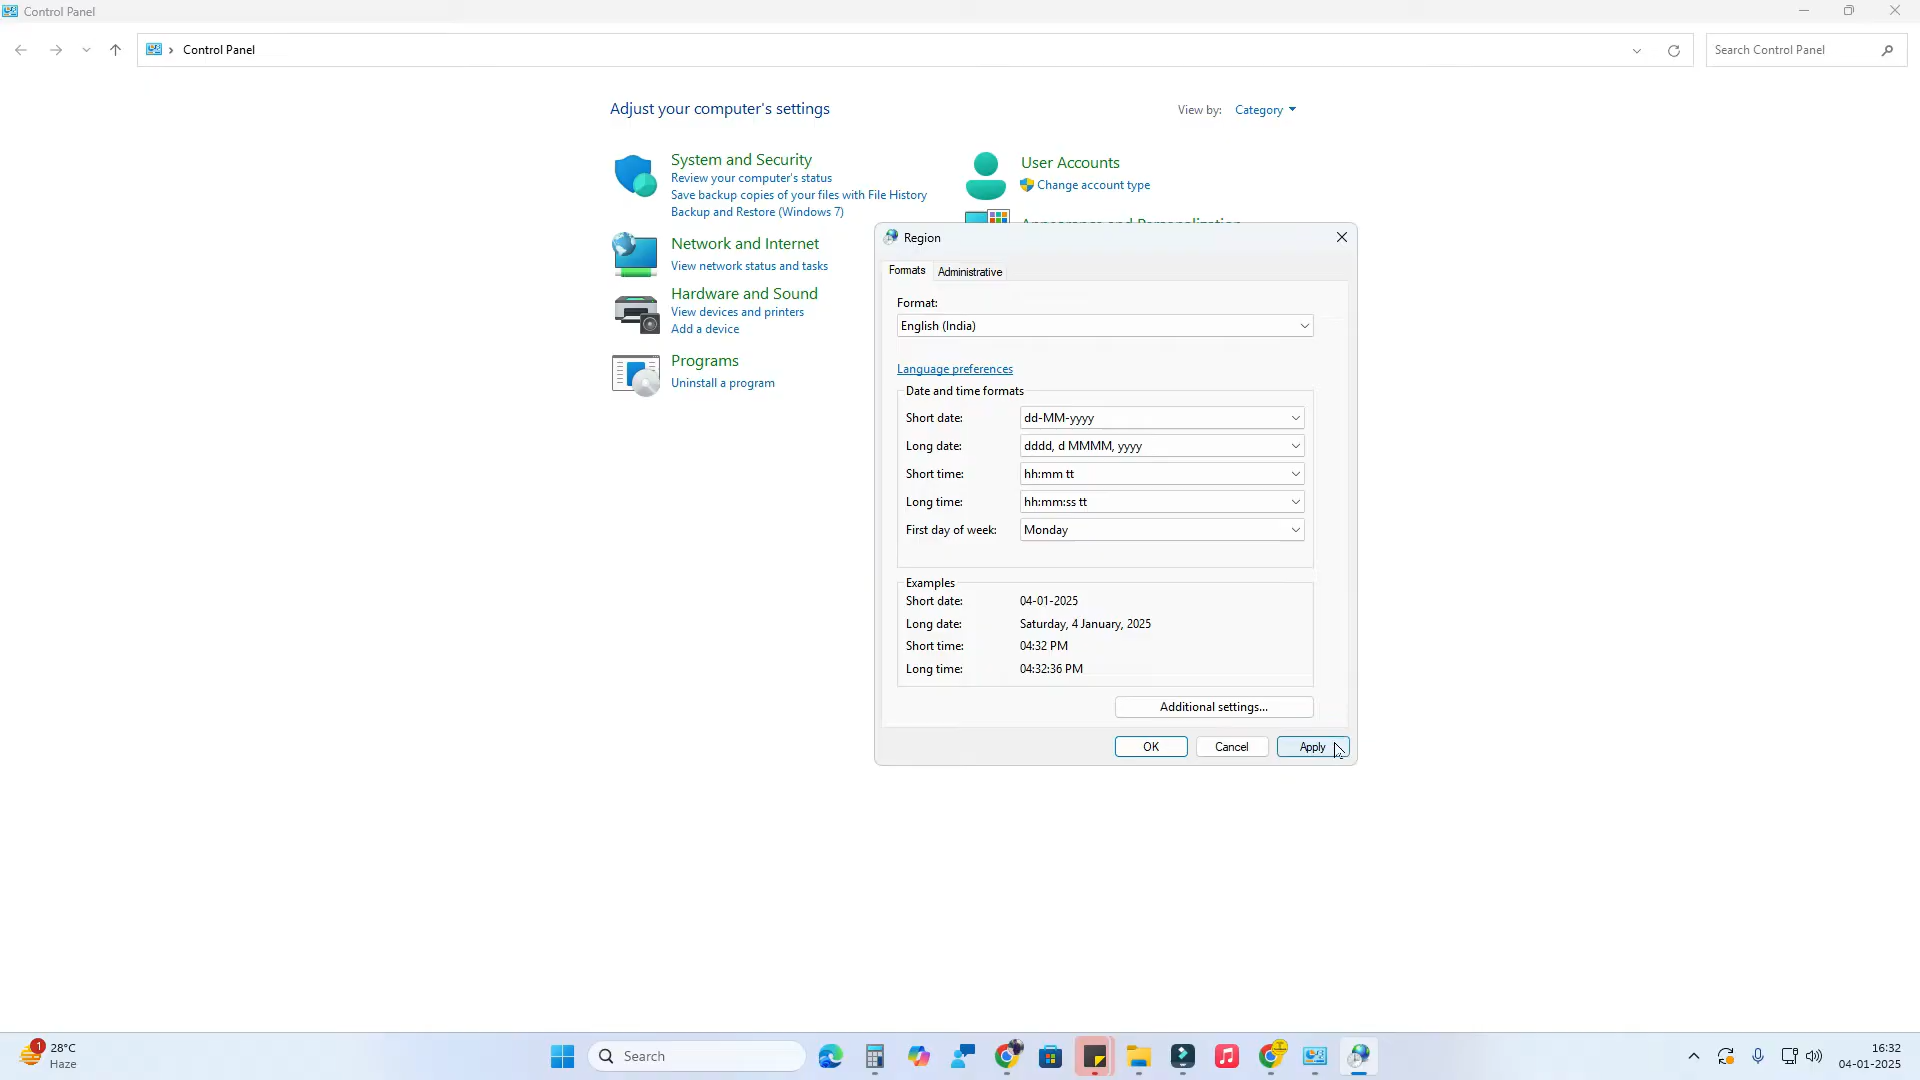 Control Panel
Control Panel
Search Control Panel
Adjust your computer's settings
View by: Category
System and Security
Review your computer's status
Save backup copies of your files with File History
Backup and Restore (Windows 7)
Network and Internet
View network status and tasks
Hardware and Sound
View devices and printers
Add a device
Programs
Uninstall a program
User Accounts
Change account type
Appearance and Personalization
Region
Formats
Administrative
Format:
English (India)
Language preferences
Date and time formats
Short date: dd-MM-yyyy
Long date: dddd, d MMMM, yyyy
Short time: hh:mm tt
Long time: hh:mm:ss tt
First day of week: Monday
Examples
Short date: 04-01-2025
Long date: Saturday, 4 January, 2025
Short time: 04:32 PM
Long time: 04:32:36 PM
Additional settings...
OK
Cancel
Apply
1
28°C
Haze
Search
16:32
04-01-2025